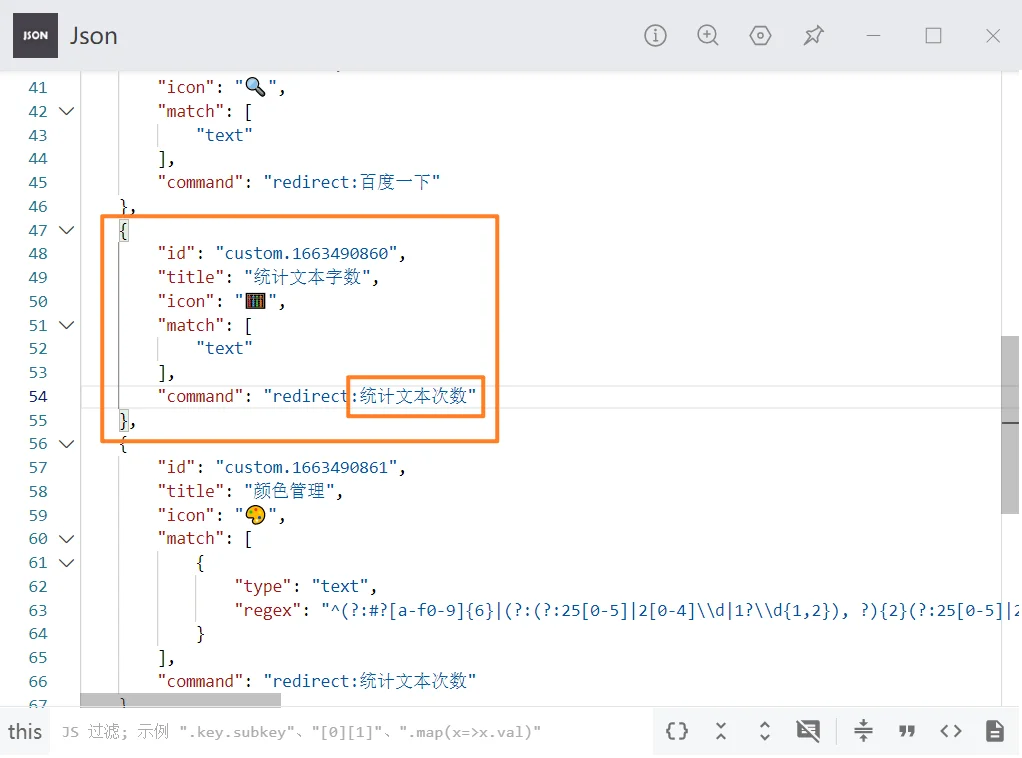 JSON Json
41 "icon": "🔍",
42 "match": [
43 "text"
44 ],
45 "command": "redirect:百度一下"
46 },
47 {
48 "id": "custom.1663490860",
49 "title": "统计文本字数",
50 "icon": "🧮",
51 "match": [
52 "text"
53 ],
54 "command": "redirect:统计文本次数"
55 },
56 {
57 "id": "custom.1663490861",
58 "title": "颜色管理",
59 "icon": "🎨",
60 "match": [
61 {
62 "type": "text",
63 "regex": "^(?:#?[a-f0-9]{6}|(?:(?:25[0-5]|2[0-4]\\d|1?\\d{1,2}), ?){2}(?:25[0-5]|2
64 }
65 ],
66 "command": "redirect:统计文本次数"
67 }
this JS 过滤; 示例 ".key.subkey"、"[0][1]"、".map(x=>x.val)"